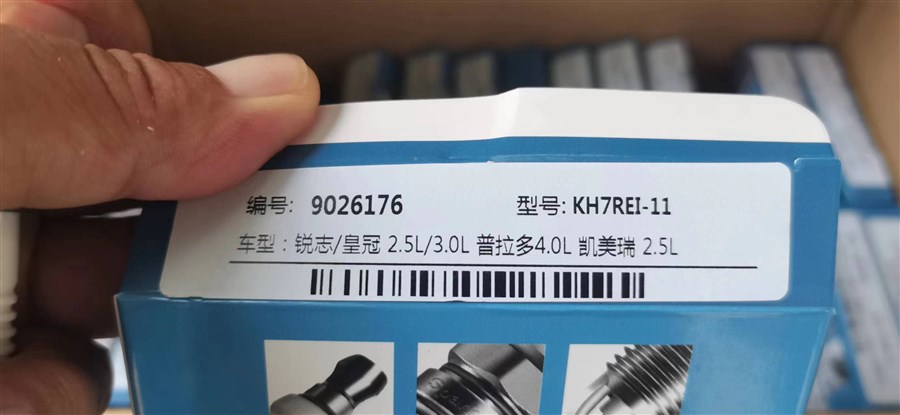 编号: 9026176 型号: KH7REI-11
车型：锐志/皇冠 2.5L/3.0L 普拉多4.0L 凯美瑞 2.5L